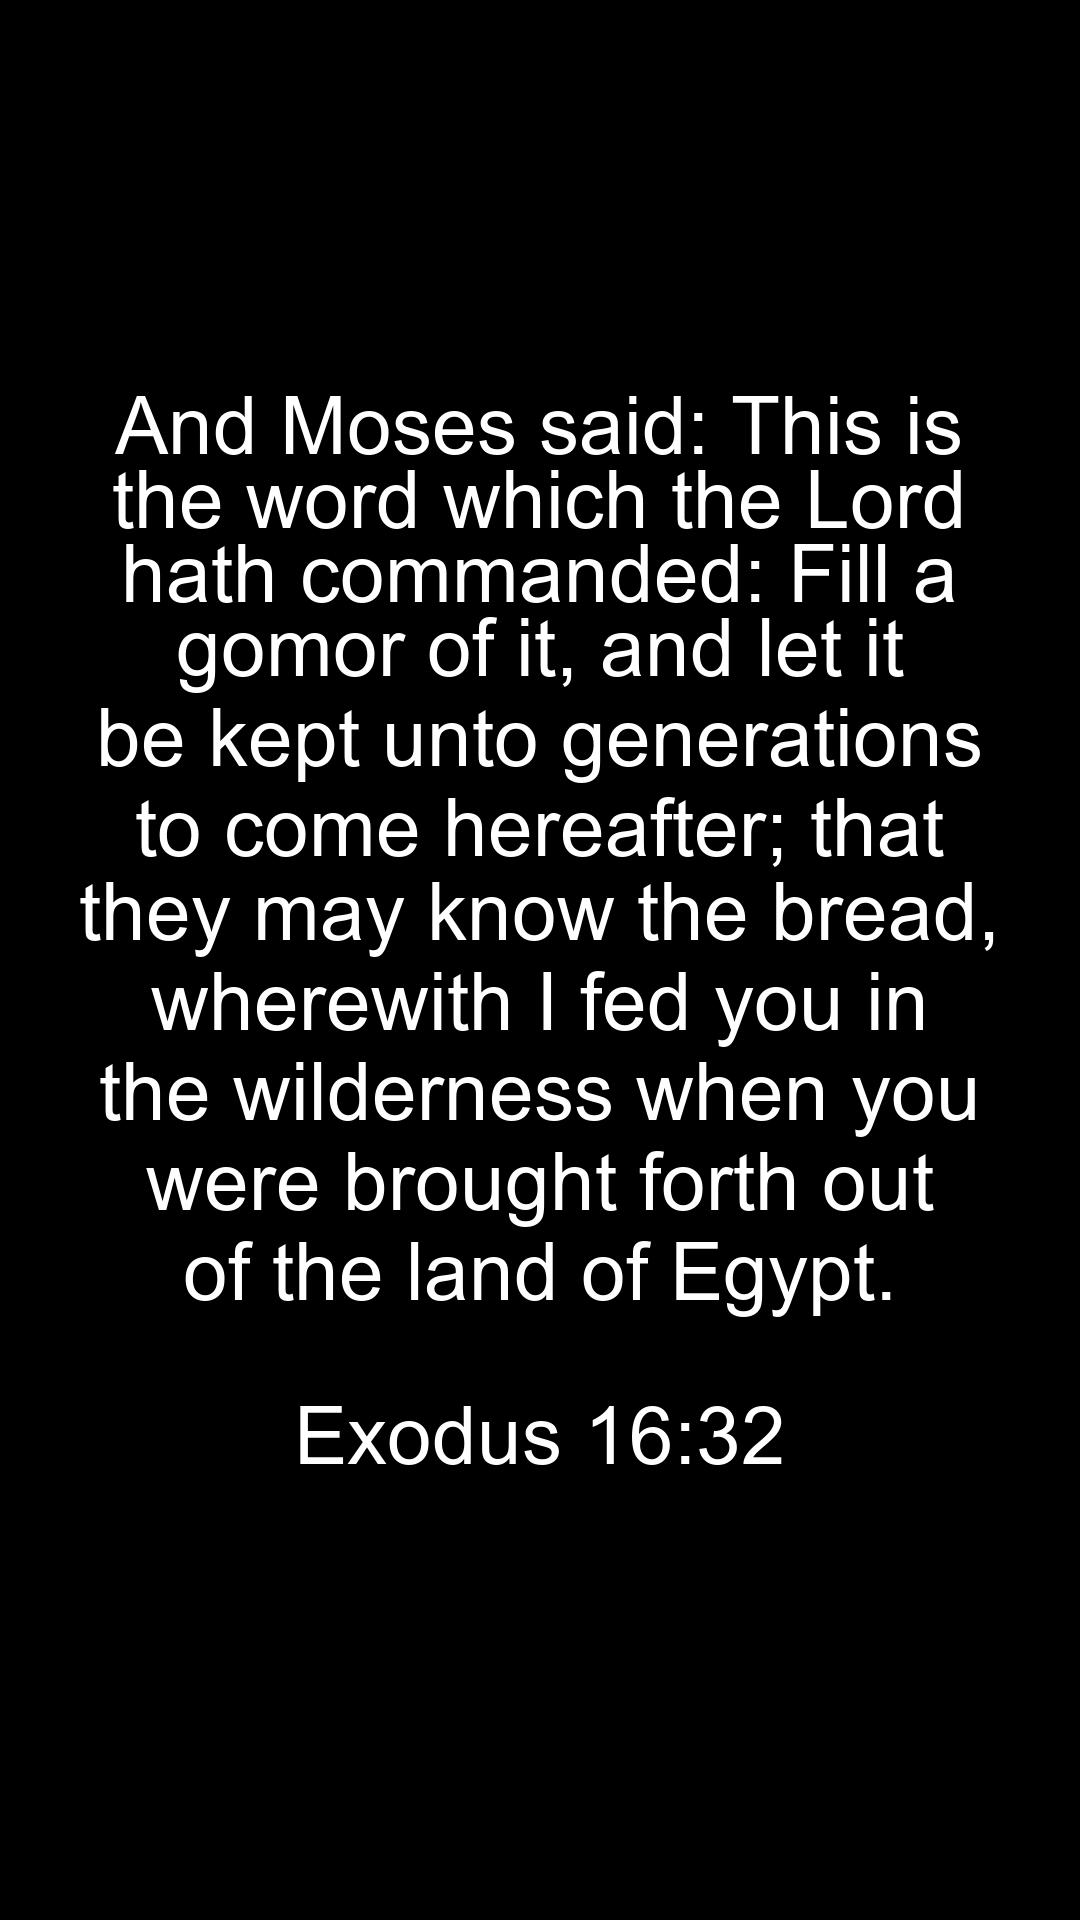 And Moses said: This is
the word which the Lord
hath commanded: Fill a
gomor of it, and let it
be kept unto generations
to come hereafter; that
they may know the bread,
wherewith I fed you in
the wilderness when you
were brought forth out
of the land of Egypt.
Exodus 16:32